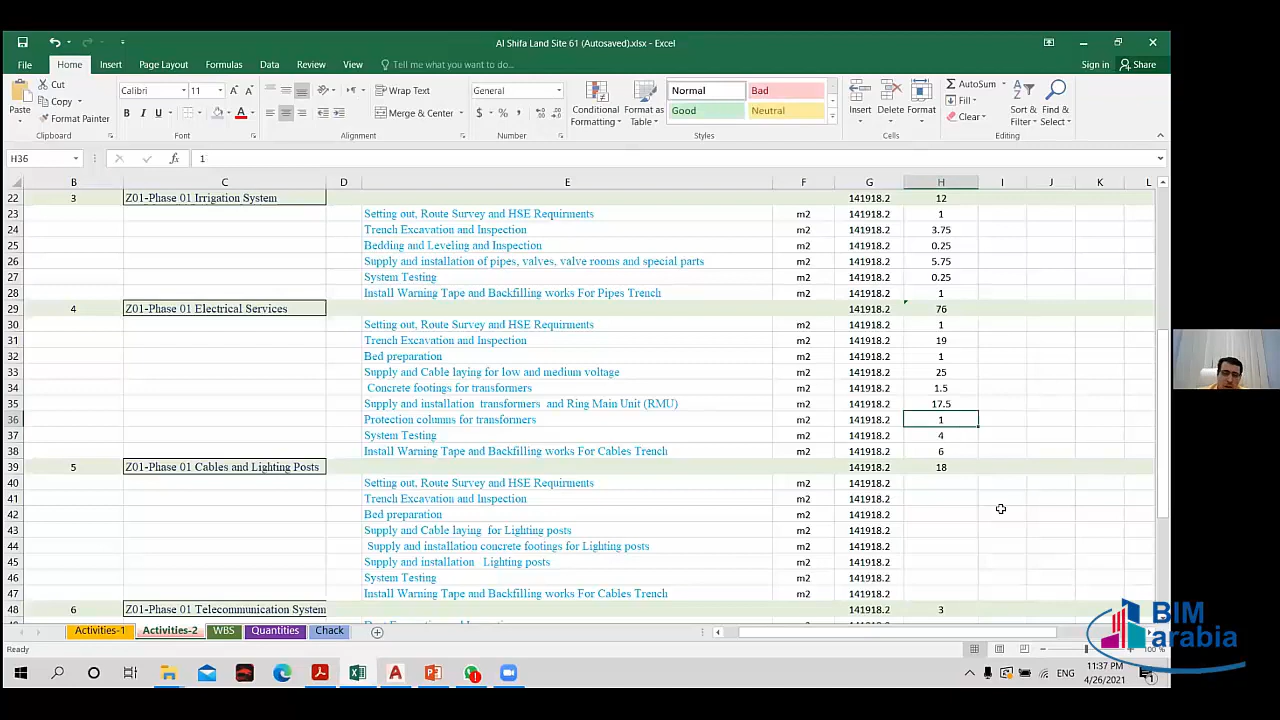 Al Shifa Land Site 61 (Autosaved).xlsx - Excel
File Home Insert Page Layout Formulas Data Review View Tell me what you want to do... Sign in Share
Cut
Copy
Format Painter
Paste
Clipboard
Calibri 11
B I U
Font
Wrap Text
Merge & Center
Alignment
General
$ % ,
Number
Conditional Formatting
Format as Table
Normal Bad
Good Neutral
Styles
Insert Delete Format
Cells
AutoSum
Fill
Clear
Sort & Filter
Find & Select
Editing
H36 fx 1
B C D E F G H I J K L
22 3 Z01-Phase 01 Irrigation System 141918.2 12
23 Setting out, Route Survey and HSE Requirments m2 141918.2 1
24 Trench Excavation and Inspection m2 141918.2 3.75
25 Bedding and Leveling and Inspection m2 141918.2 0.25
26 Supply and installation of pipes, valves, valve rooms and special parts m2 141918.2 5.75
27 System Testing m2 141918.2 0.25
28 Install Warning Tape and Backfilling works For Pipes Trench m2 141918.2 1
29 4 Z01-Phase 01 Electrical Services 141918.2 76
30 Setting out, Route Survey and HSE Requirments m2 141918.2 1
31 Trench Excavation and Inspection m2 141918.2 19
32 Bed preparation m2 141918.2 1
33 Supply and Cable laying for low and medium voltage m2 141918.2 25
34 Concrete footings for transformers m2 141918.2 1.5
35 Supply and installation transformers and Ring Main Unit (RMU) m2 141918.2 17.5
36 Protection columns for transformers m2 141918.2 1
37 System Testing m2 141918.2 4
38 Install Warning Tape and Backfilling works For Cables Trench m2 141918.2 6
39 5 Z01-Phase 01 Cables and Lighting Posts 141918.2 18
40 Setting out, Route Survey and HSE Requirments m2 141918.2
41 Trench Excavation and Inspection m2 141918.2
42 Bed preparation m2 141918.2
43 Supply and Cable laying for Lighting posts m2 141918.2
44 Supply and installation concrete footings for Lighting posts m2 141918.2
45 Supply and installation Lighting posts m2 141918.2
46 System Testing m2 141918.2
47 Install Warning Tape and Backfilling works For Cables Trench m2 141918.2
48 6 Z01-Phase 01 Telecommunication System 141918.2 3
Activities-1 Activities-2 WBS Quantities Chack
Ready
100 %
BIM
arabia
ENG
11:37 PM
4/26/2021